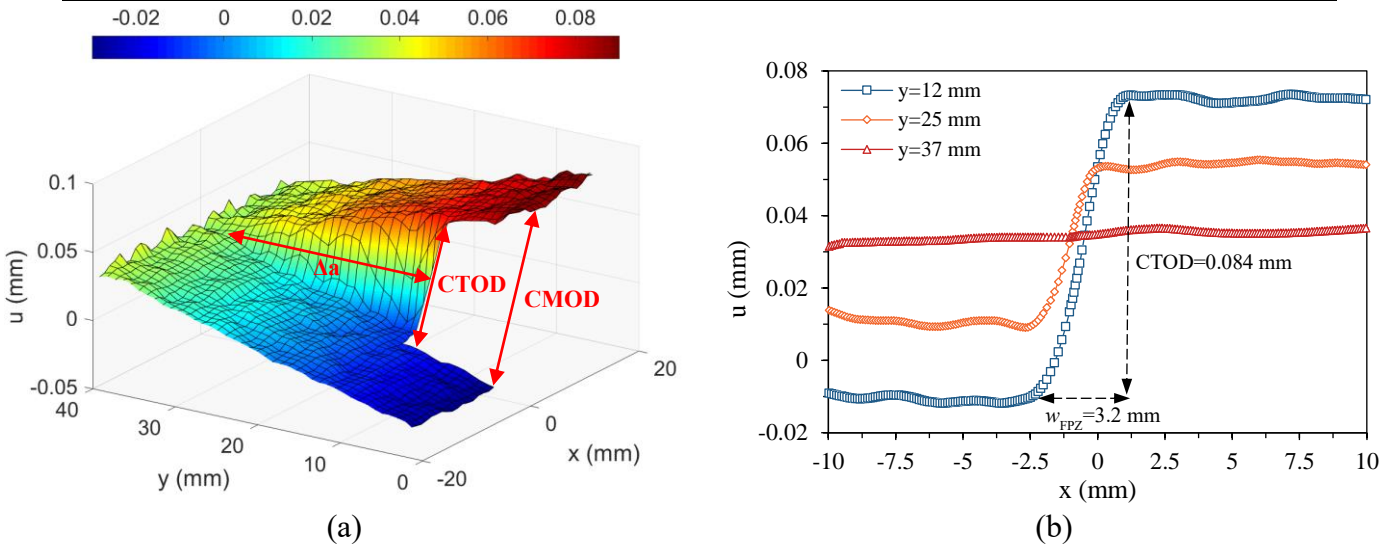 -0.02 0 0.02 0.04 0.06 0.08
0.1
0.05
0
-0.05
u (mm)
40
30
20
10
0
y (mm)
-20
0
20
x (mm)
Δa
CTOD
CMOD
(a)
0.08
0.06
0.04
0.02
0
-0.02
u (mm)
y=12 mm
y=25 mm
y=37 mm
CTOD=0.084 mm
wFPZ=3.2 mm
-10 -7.5 -5 -2.5 0 2.5 5 7.5 10
x (mm)
(b)